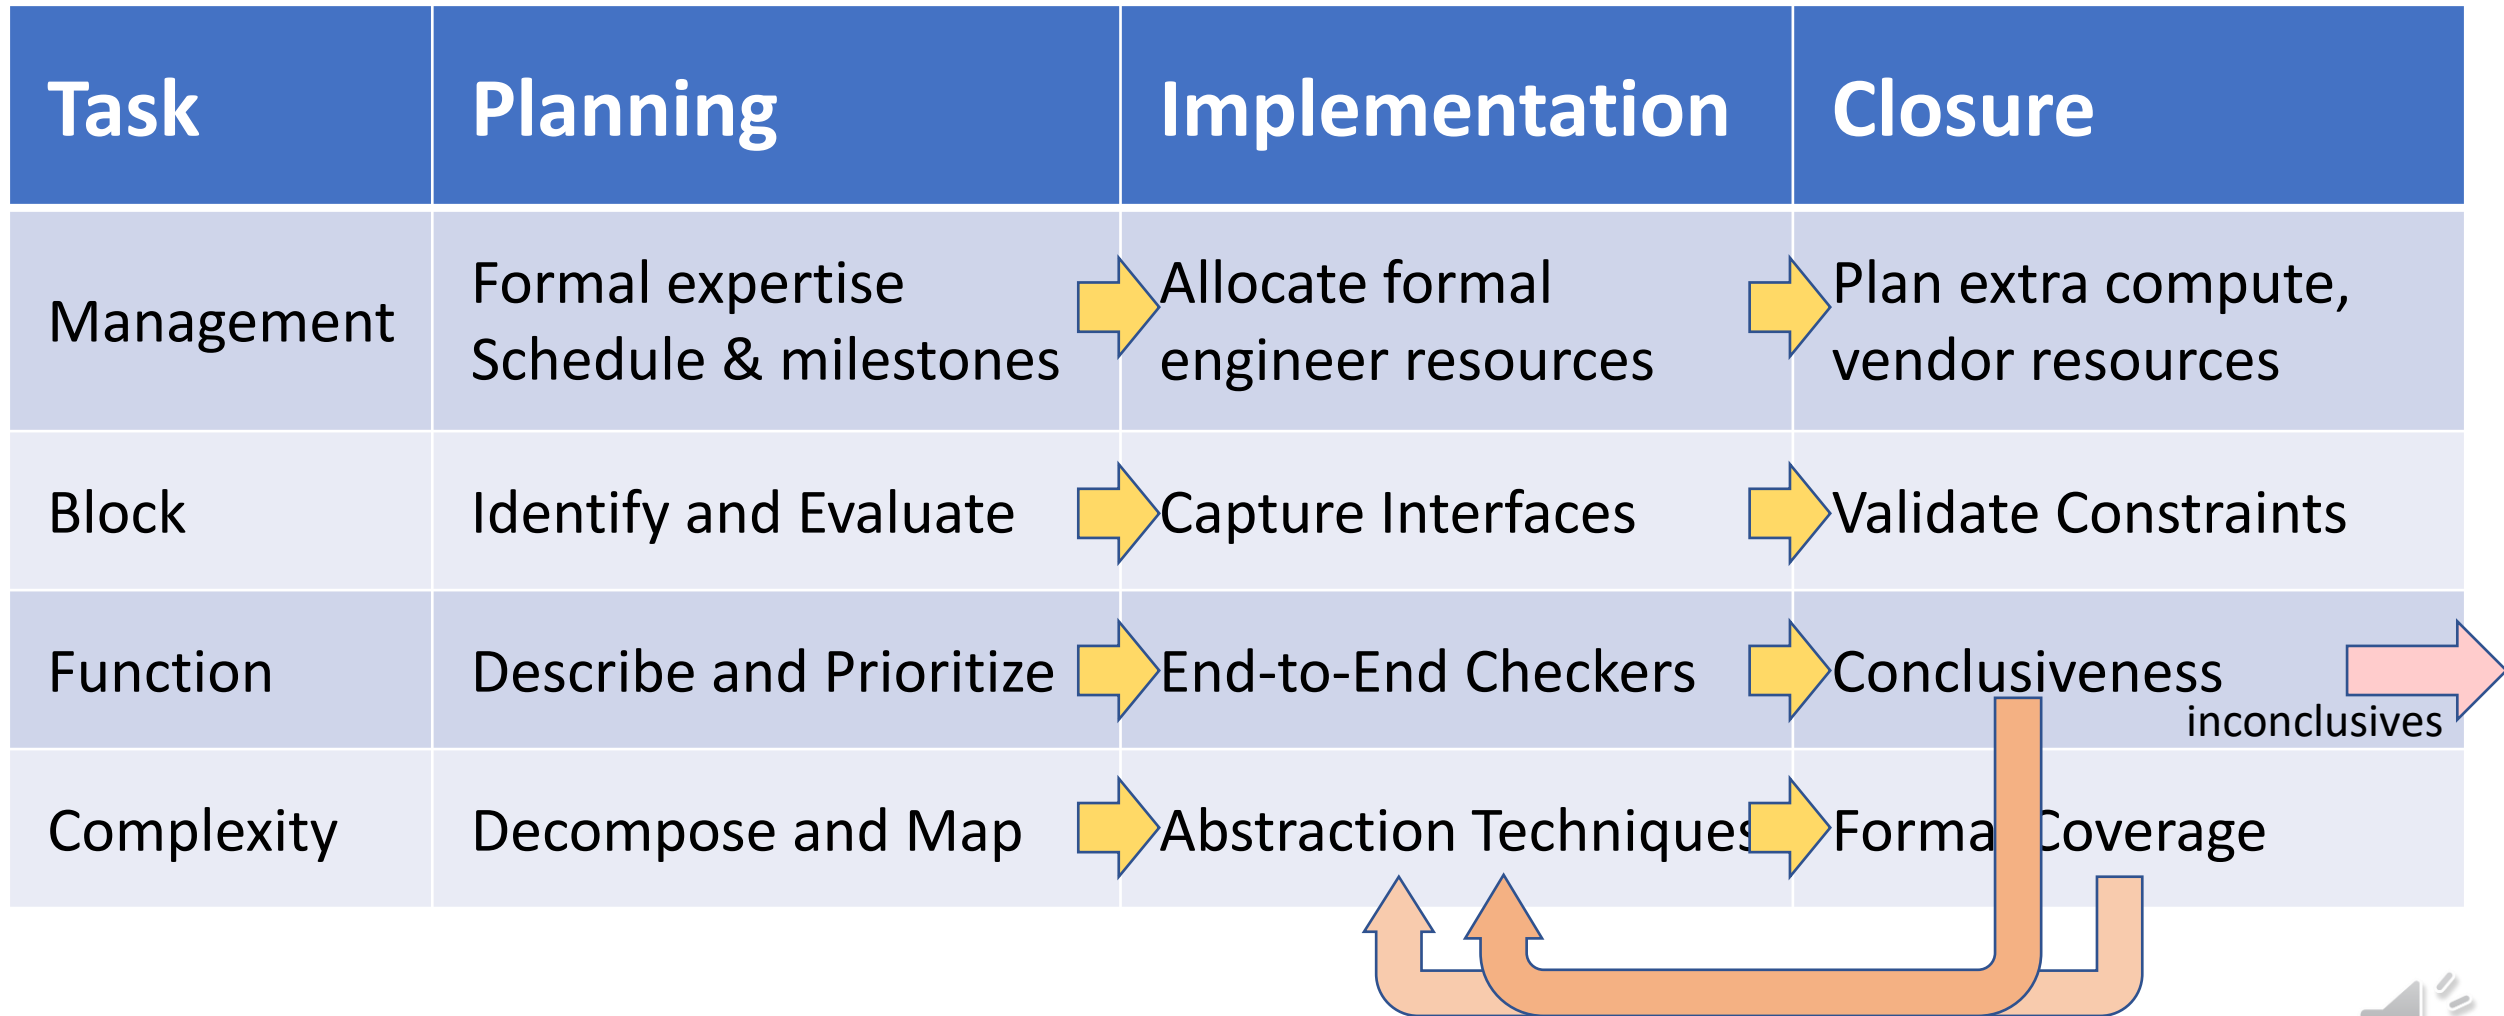 Task Planning Implementation Closure
Management
Formal expertise
Schedule & milestones
Allocate formal
engineer resources
Plan extra compute,
vendor resources
Block Identify and Evaluate Capture Interfaces Validate Constraints
Function Describe and Prioritize End-to-End Checkers Conclusiveness
inconclusives
Complexity Decompose and Map Abstraction Techniques Formal Coverage